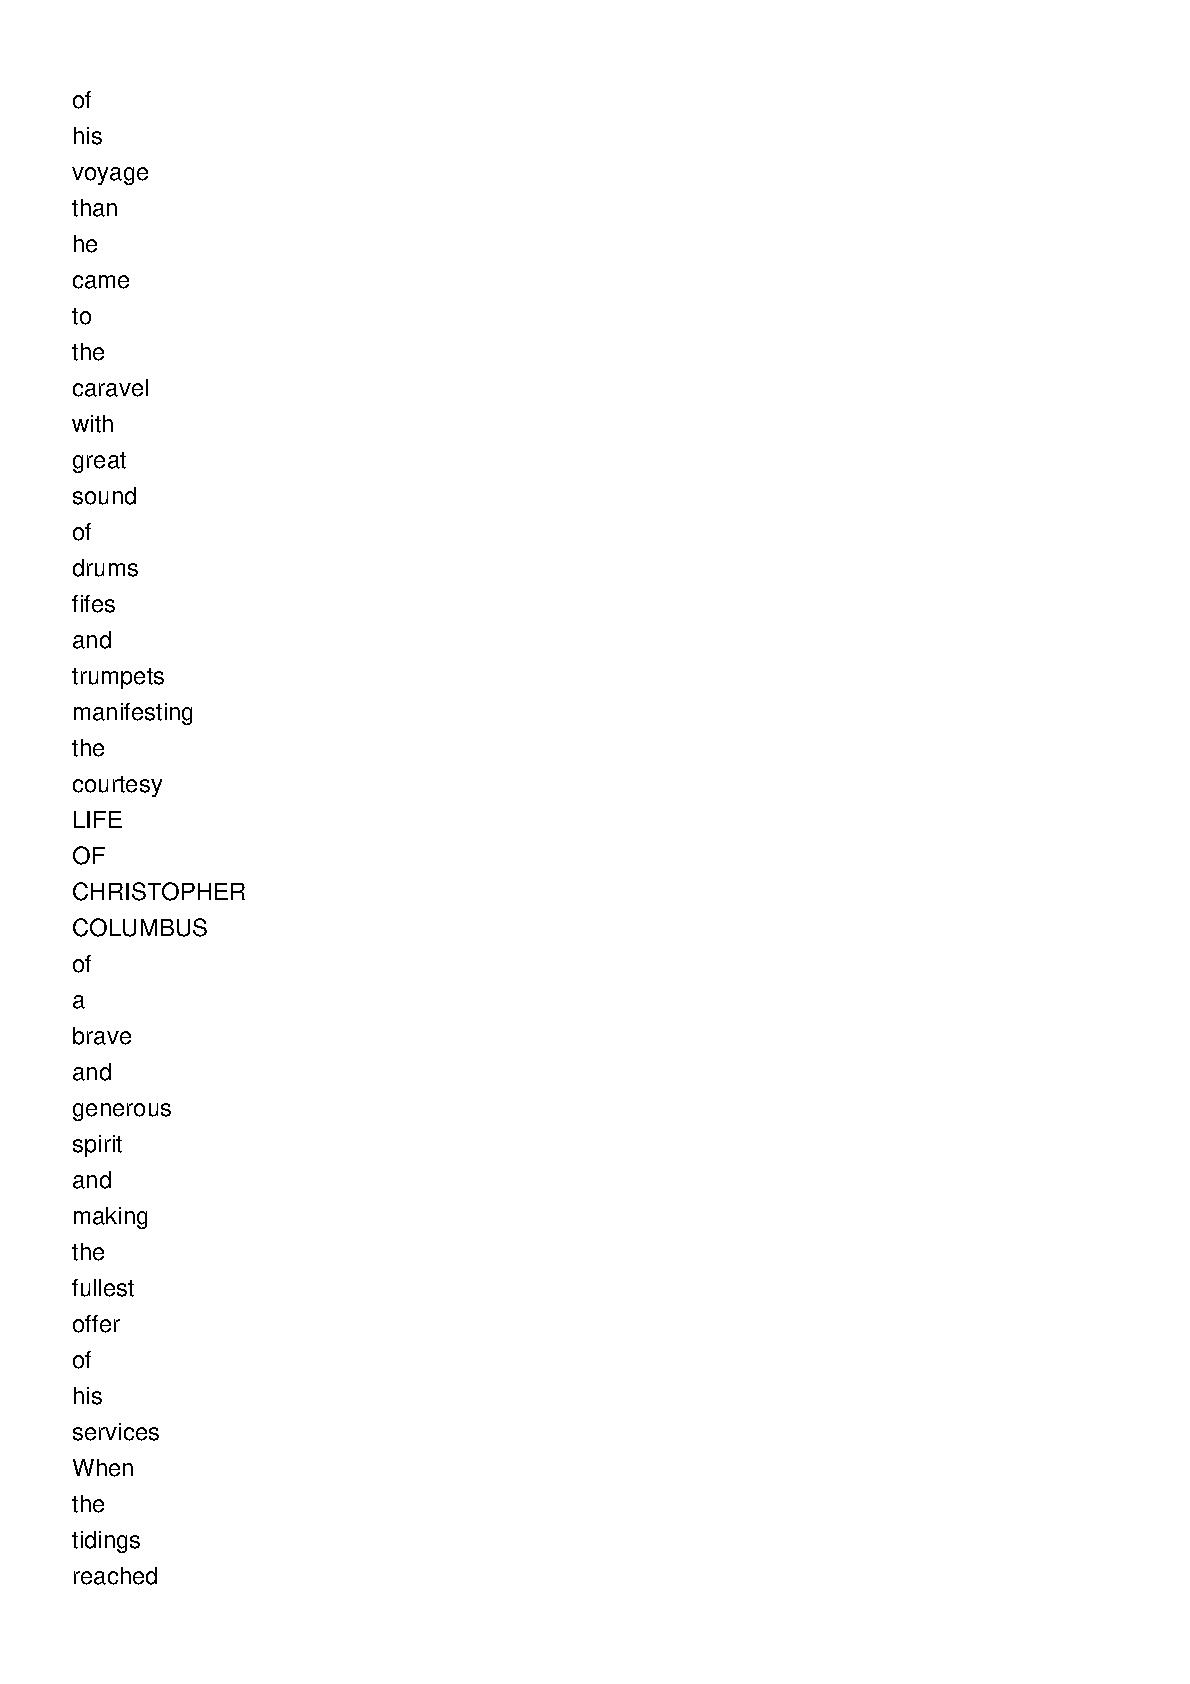 of
his
voyage
than
he
came
to
the
caravel
with
great
sound
of
drums
fifes
and
trumpets
manifesting
the
courtesy
LIFE
OF
CHRISTOPHER
COLUMBUS
of
a
brave
and
generous
spirit
and
making
the
fullest
offer
of
his
services
When
the
tidings
reached